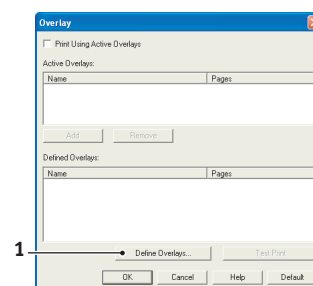 Overlay
Print Using Active Overlays
Active Overlays:
Name Pages
Add Remove
Defined Overlays:
Name Pages
1 Define Overlays... Test Print
OK Cancel Help Default